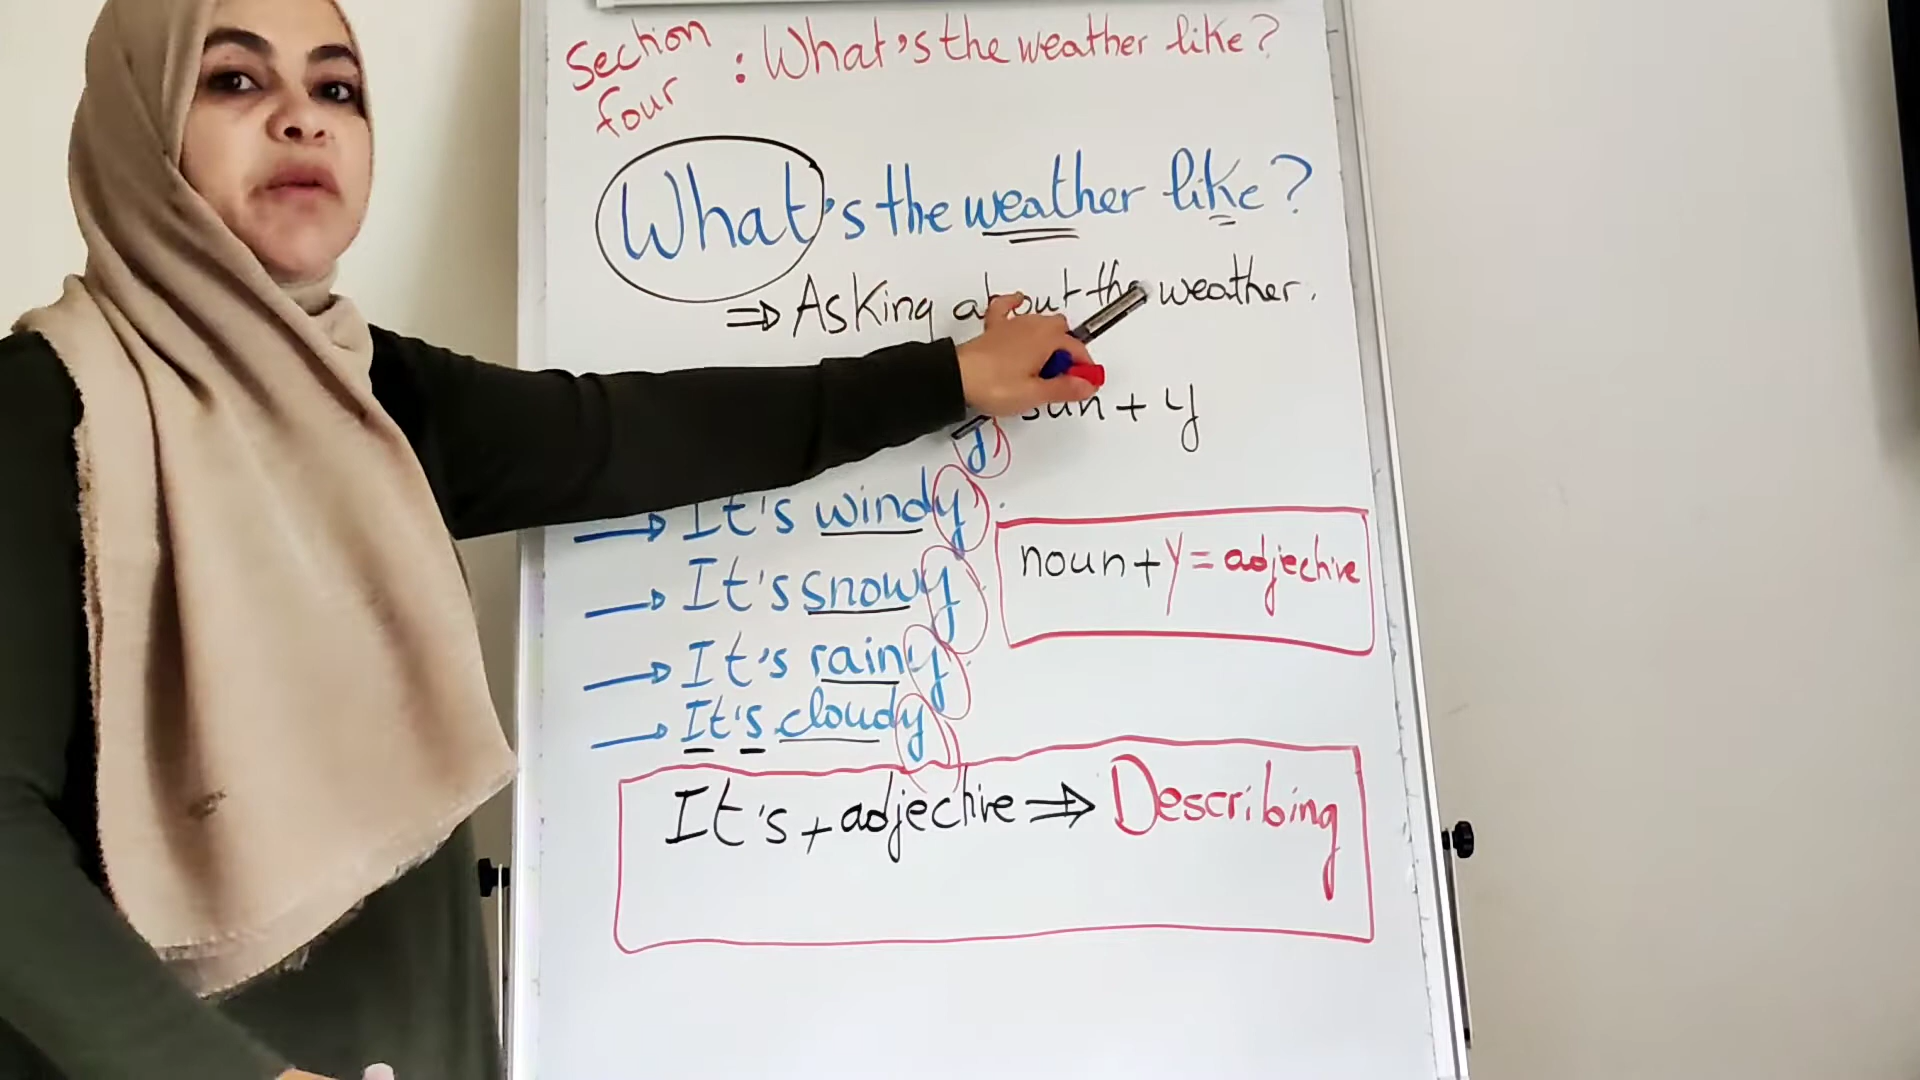 Section four : What's the weather like?
What's the weather like?
⇒ Asking about the weather.
sun + y
→ It's windy.
noun + y = adjective
→ It's snowy.
→ It's rainy.
→ It's cloudy
It's + adjective ⇒ Describing